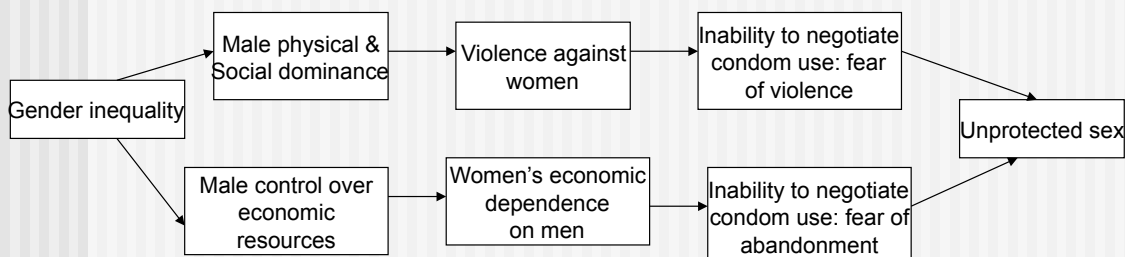 Gender inequality
Male physical &
Social dominance
Violence against
women
Inability to negotiate
condom use: fear
of violence
Male control over
economic
resources
Women’s economic
dependence
on men
Inability to negotiate
condom use: fear of
abandonment
Unprotected sex